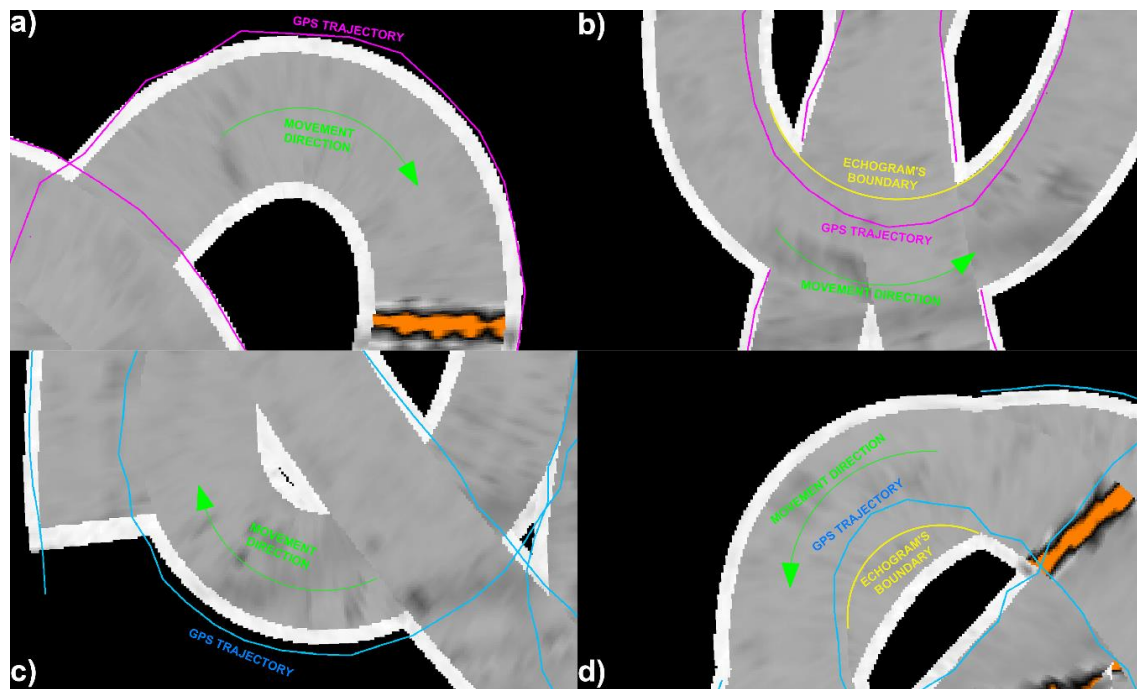 a)
GPS TRAJECTORY
MOVEMENT
DIRECTION
b)
ECHOGRAM'S
BOUNDARY
GPS TRAJECTORY
MOVEMENT DIRECTION
c)
MOVEMENT
DIRECTION
GPS TRAJECTORY
d)
MOVEMENT DIRECTION
GPS TRAJECTORY
ECHOGRAM'S
BOUNDARY